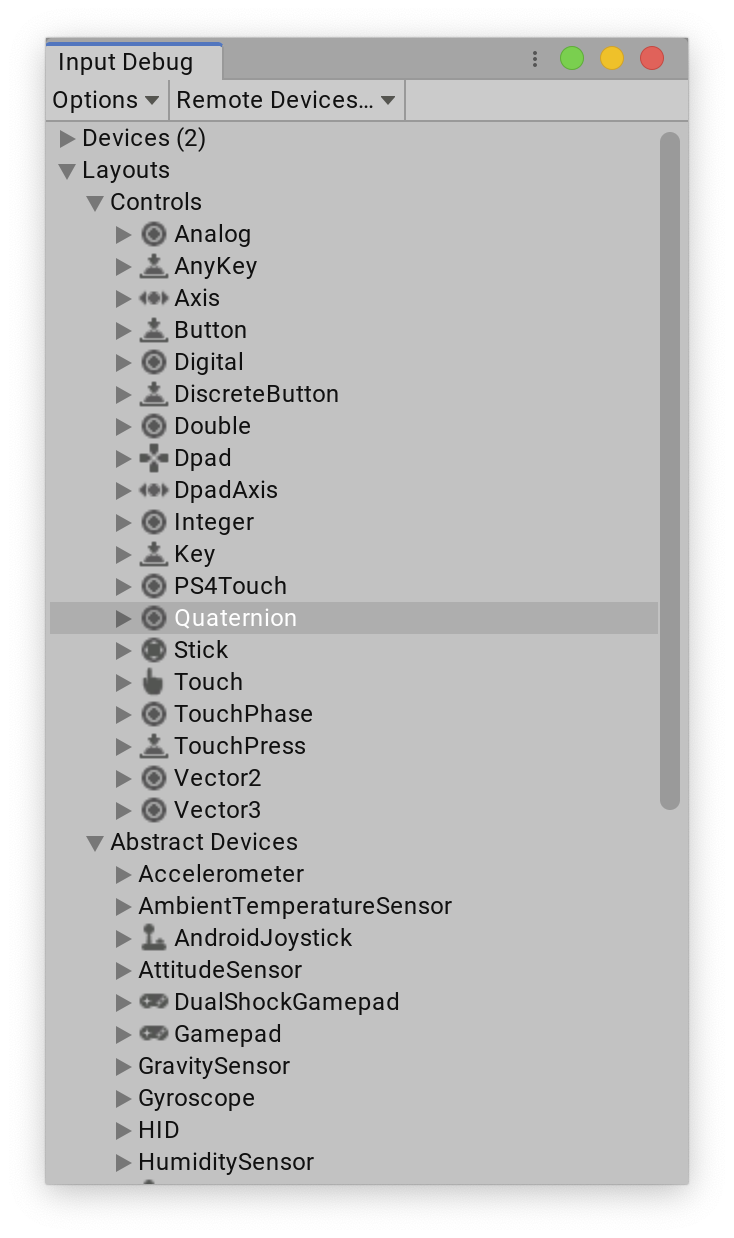 Input Debug
Options Remote Devices...
Devices (2)
Layouts
Controls
Analog
AnyKey
Axis
Button
Digital
DiscreteButton
Double
Dpad
DpadAxis
Integer
Key
PS4Touch
Quaternion
Stick
Touch
TouchPhase
TouchPress
Vector2
Vector3
Abstract Devices
Accelerometer
AmbientTemperatureSensor
AndroidJoystick
AttitudeSensor
DualShockGamepad
Gamepad
GravitySensor
Gyroscope
HID
HumiditySensor